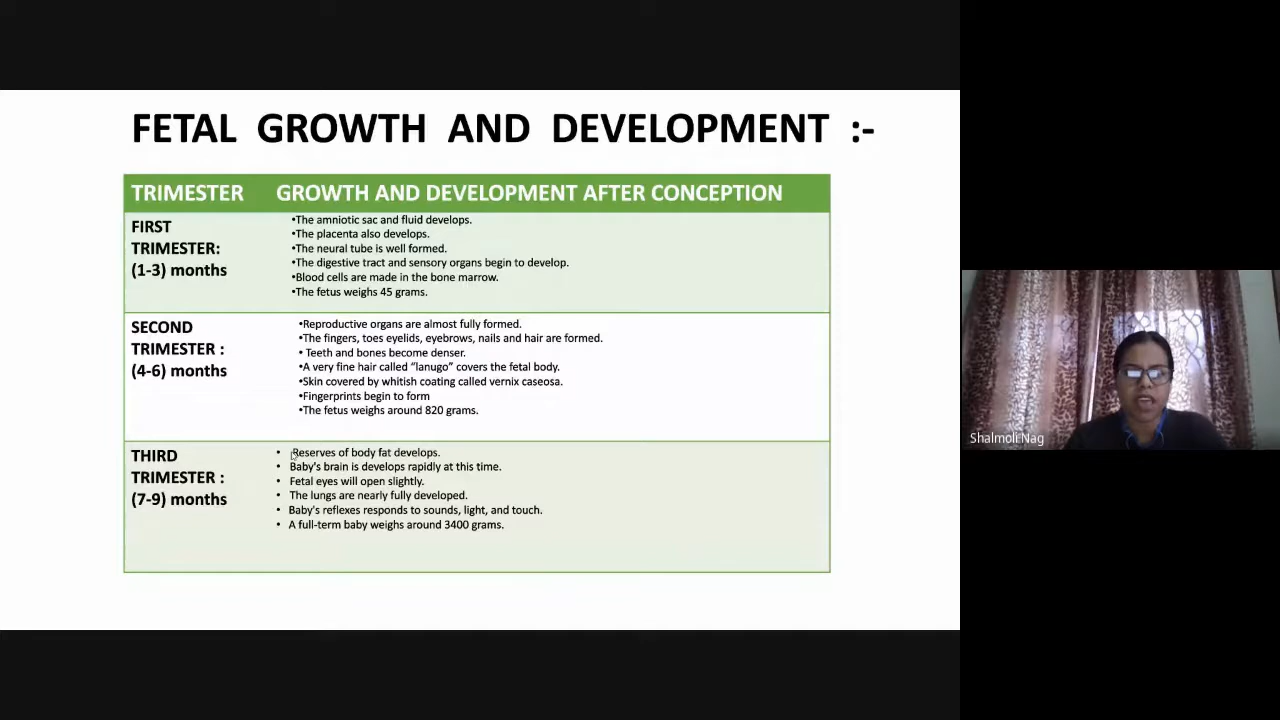 FETAL GROWTH AND DEVELOPMENT :-
TRIMESTER GROWTH AND DEVELOPMENT AFTER CONCEPTION
FIRST
TRIMESTER:
(1-3) months
•The amniotic sac and fluid develops.
•The placenta also develops.
•The neural tube is well formed.
•The digestive tract and sensory organs begin to develop.
•Blood cells are made in the bone marrow.
•The fetus weighs 45 grams.
SECOND
TRIMESTER :
(4-6) months
•Reproductive organs are almost fully formed.
•The fingers, toes eyelids, eyebrows, nails and hair are formed.
• Teeth and bones become denser.
•A very fine hair called “lanugo” covers the fetal body.
•Skin covered by whitish coating called vernix caseosa.
•Fingerprints begin to form
•The fetus weighs around 820 grams.
THIRD
TRIMESTER :
(7-9) months
• Reserves of body fat develops.
• Baby's brain is develops rapidly at this time.
• Fetal eyes will open slightly.
• The lungs are nearly fully developed.
• Baby's reflexes responds to sounds, light, and touch.
• A full-term baby weighs around 3400 grams.
Shalmoli Nag